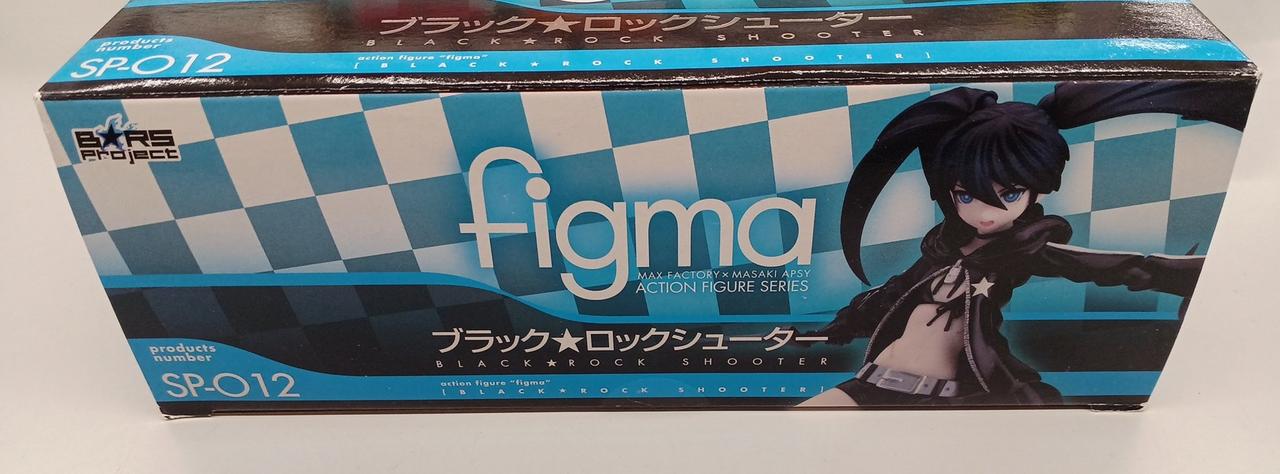 ブラック★ロックシューター
BLACK★ROCK SHOOTER
products
number
SP-012
action figure "figma"
[BLACK★ROCK SHOOTER]
B★RS
Project
figma
MAX FACTORY × MASAKI APSY
ACTION FIGURE SERIES
ブラック★ロックシューター
BLACK★ROCK SHOOTER
products
number
SP-012
action figure "figma"
[BLACK★ROCK SHOOTER]